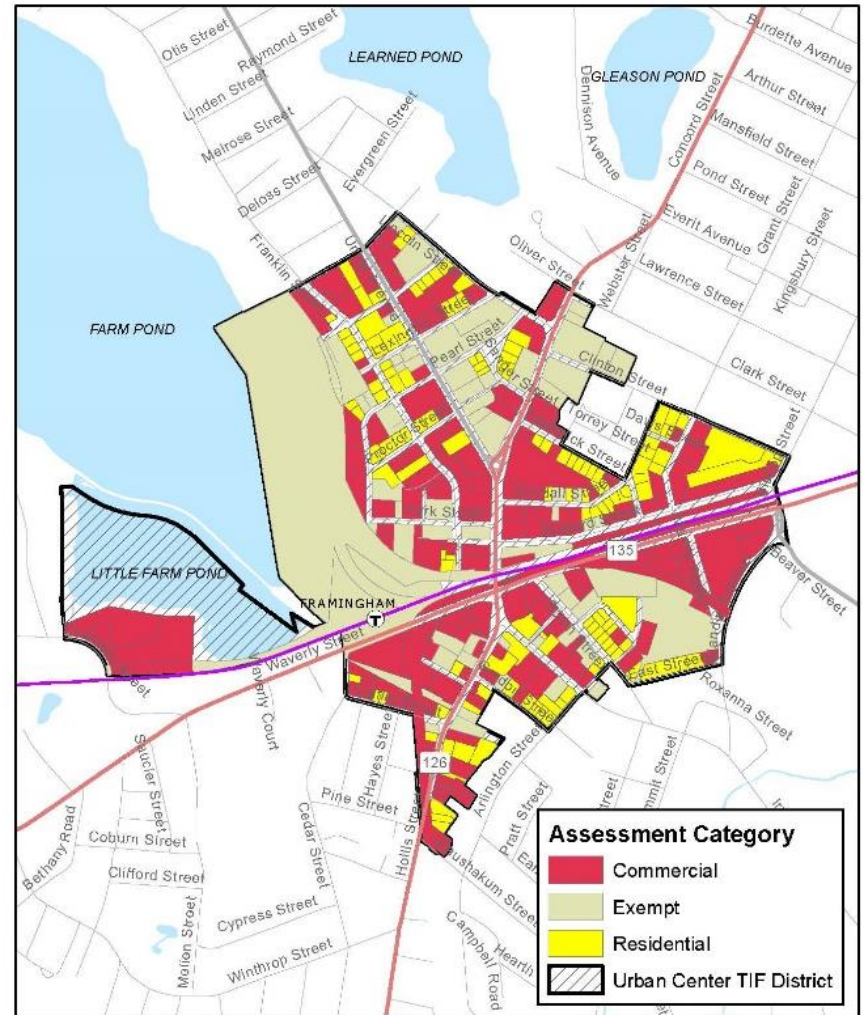 Otis Street
Raymond Street
LEARNED POND
Burdette Avenue
GLEASON POND
Linden Street
Dennison Avenue
Concord Street
Arthur Street
Melrose Street
Evergreen Street
Mansfield Street
Pond Street
Deloss Street
Grant Street
Everit Avenue
Kingsbury Street
Oliver Street
Webster Street
Lawrence Street
Franklin
FARM POND
Pearl Street
Clinton Street
Clark Street
Proctor Street
Torrey Street
135
Beaver Street
LITTLE FARM POND
FRAMINGHAM
T
Waverly Street
Waverly Court
East Street
Roxanna Street
Saucier Street
Hayes Street
126
Arlington Street
Pine Street
Pratt Street
Bethany Road
Coburn Street
Cedar Street
Hollis Street
Clifford Street
Cypress Street
Winthrop Street
Campbell Road
Hearth
Assessment Category
Commercial
Exempt
Residential
Urban Center TIF District